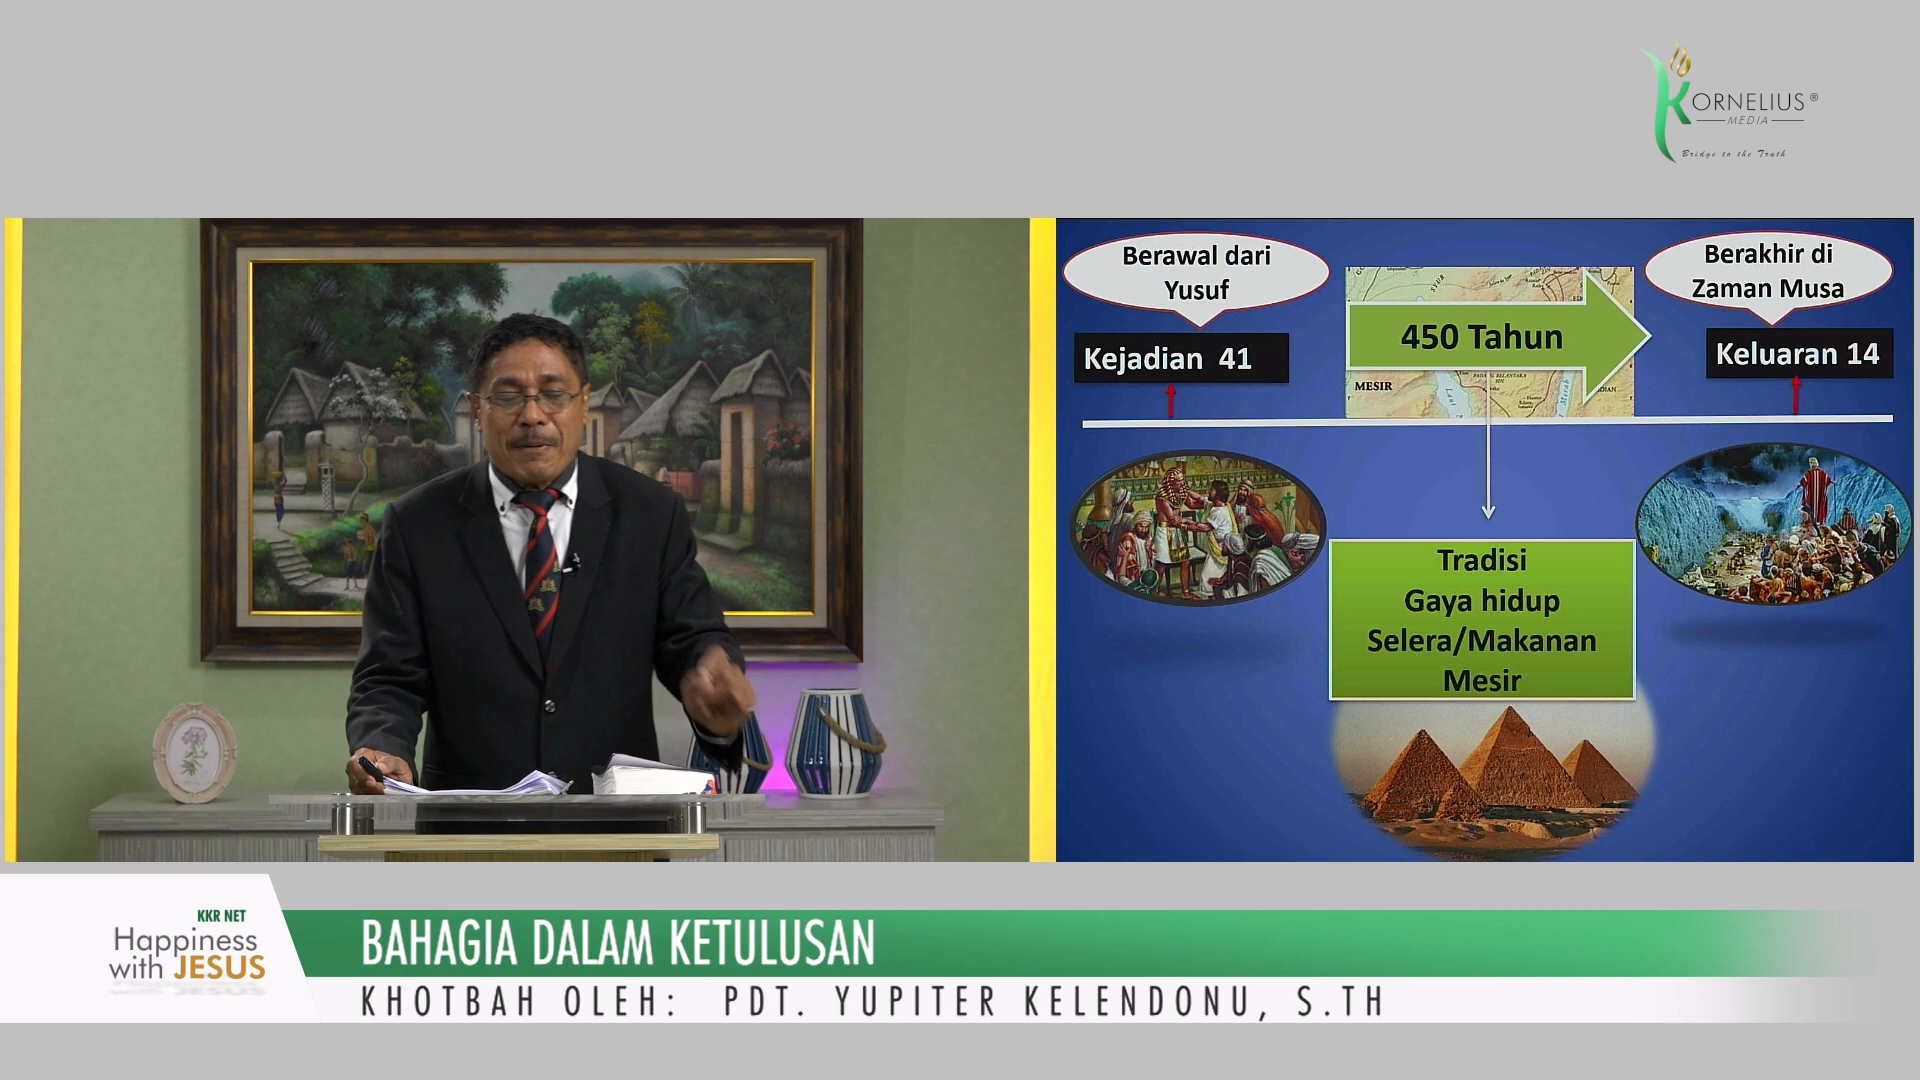 KORNELIUS®
MEDIA
Bridge to the Truth
Berawal dari
Yusuf
Kejadian 41
450 Tahun
MESIR
Berakhir di
Zaman Musa
Keluaran 14
Tradisi
Gaya hidup
Selera/Makanan
Mesir
KKR NET
Happiness
with JESUS
BAHAGIA DALAM KETULUSAN
KHOTBAH OLEH: PDT. YUPITER KELENDONU, S.TH